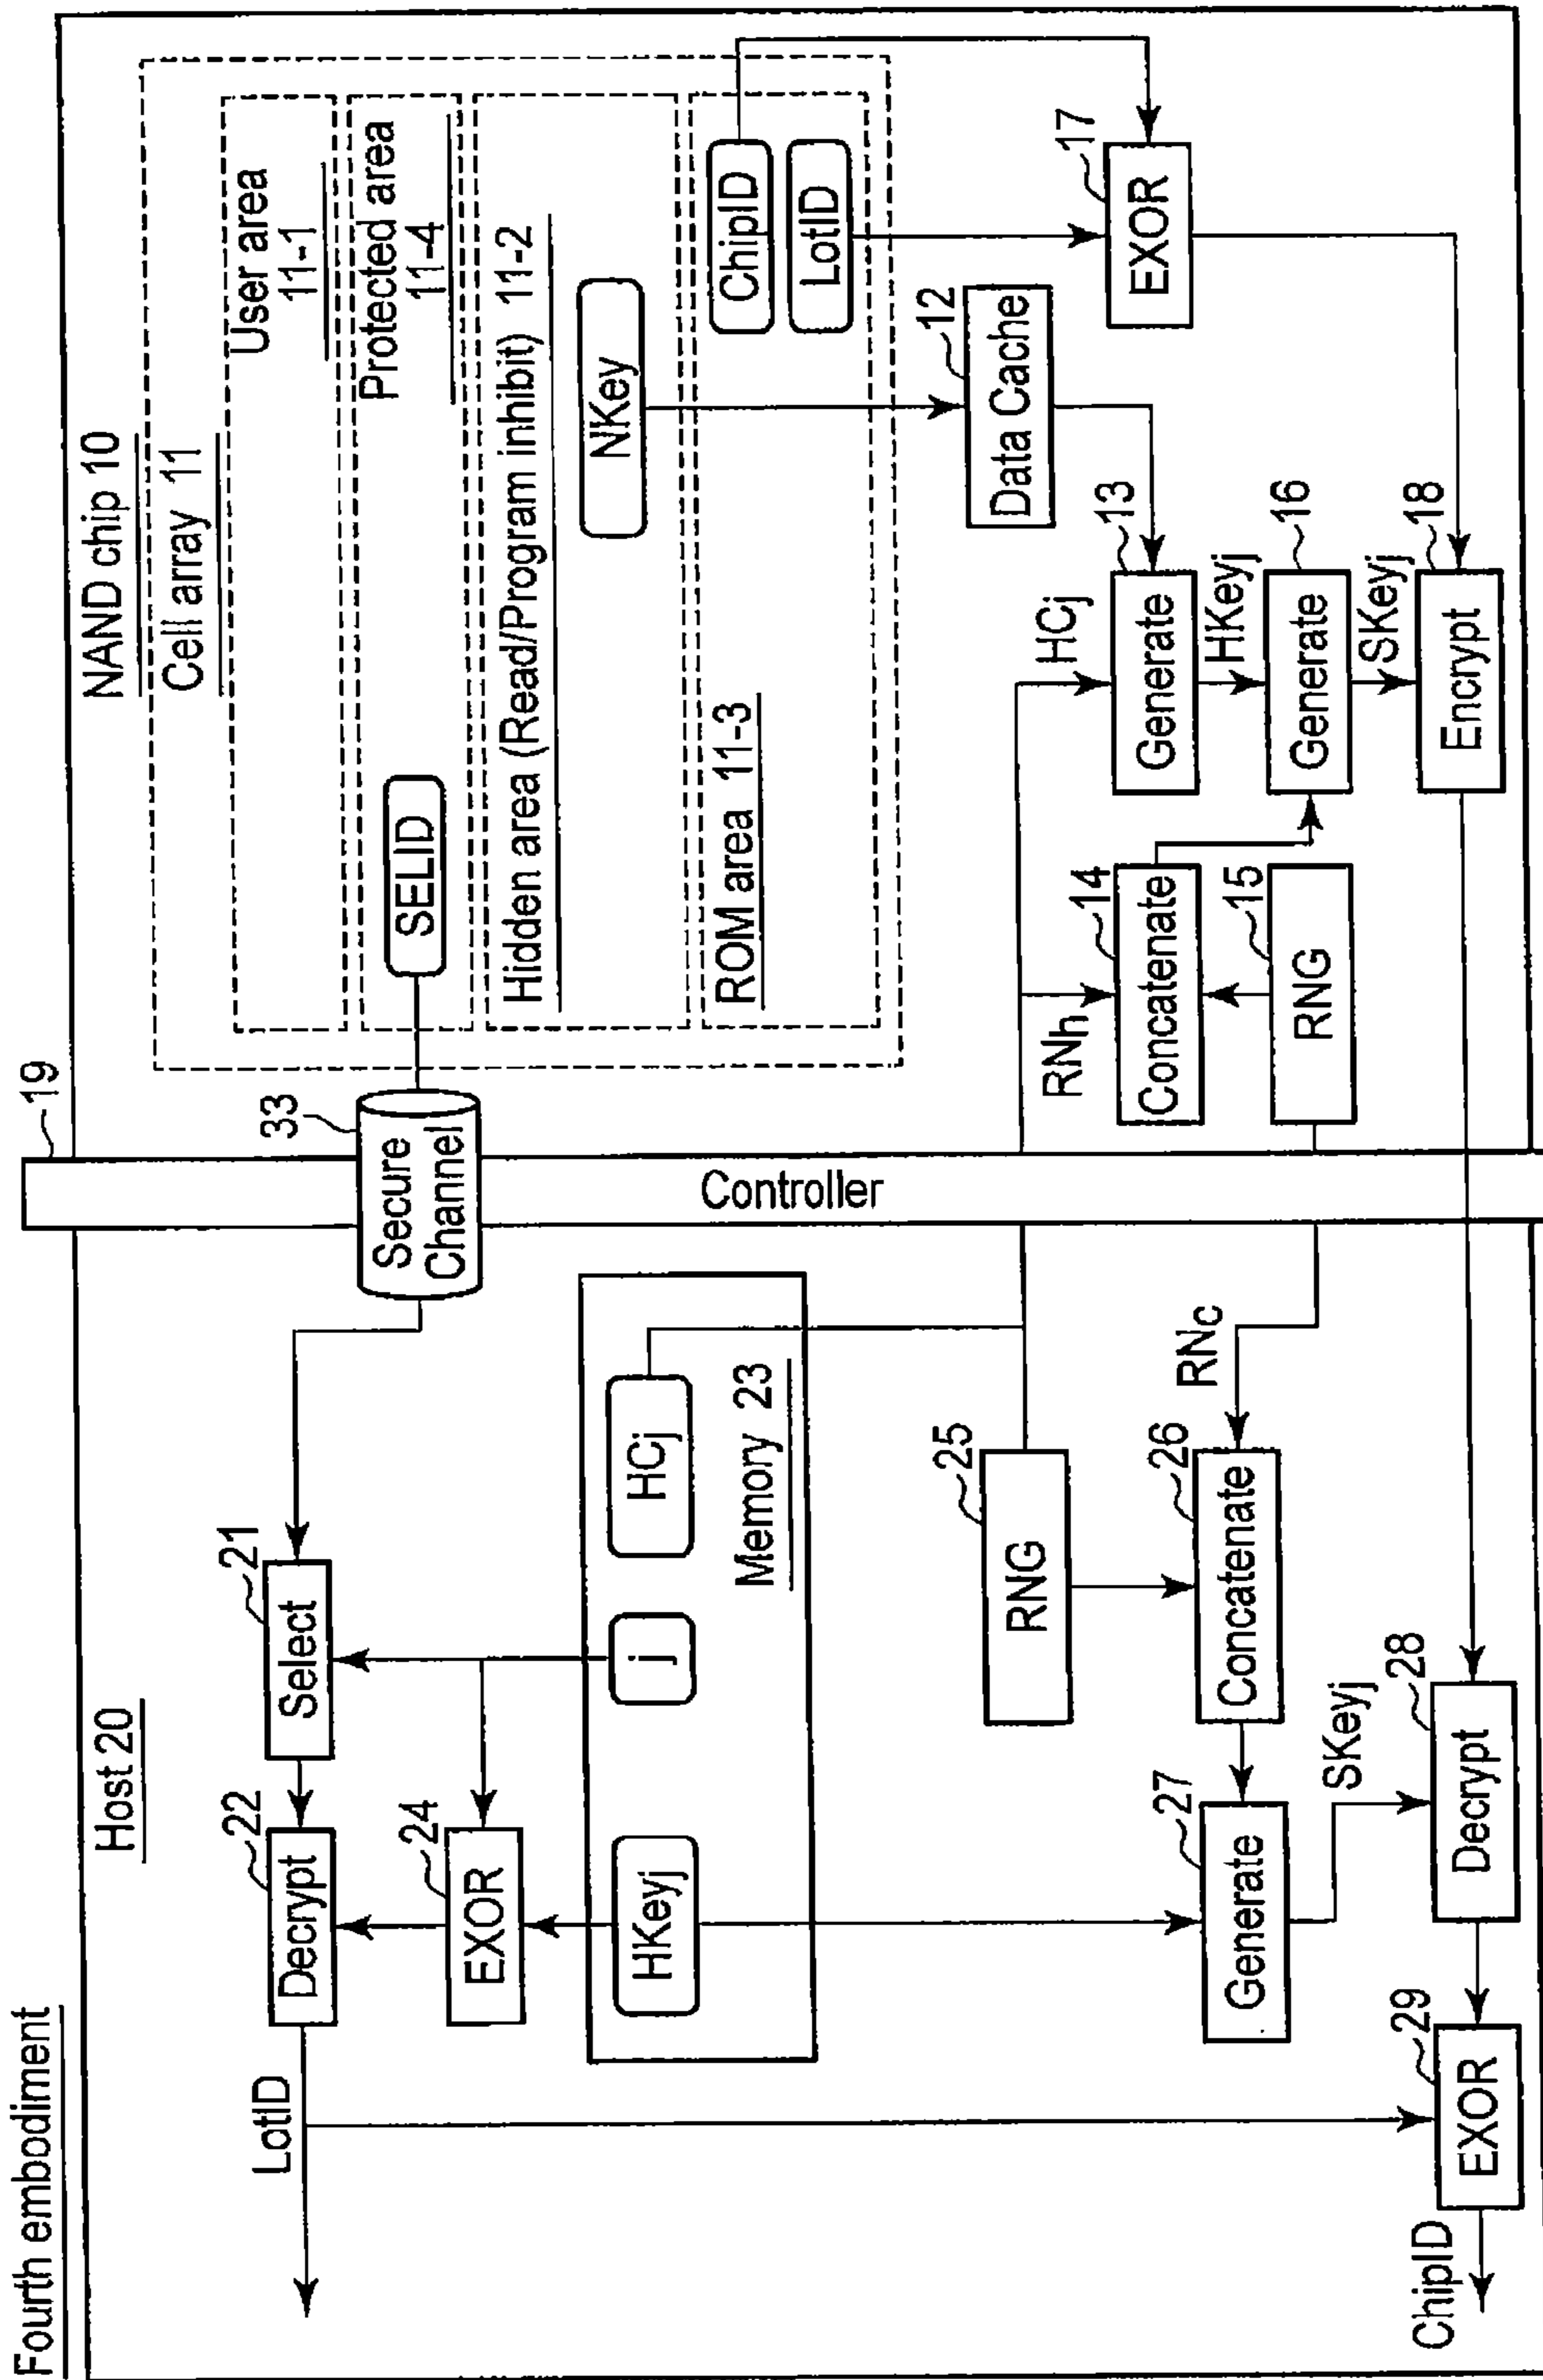 Fourth embodiment
Host 20
LotID
Decrypt
22
Select
21
EXOR
24
HKeyj
j
HCj
Memory 23
RNG
25
RNc
Concatenate
26
Generate
27
SKeyj
Decrypt
28
EXOR
29
ChipID
19
Controller
Secure
Channel
33
NAND chip 10
Cell array 11
User area
11-1
Protected area
11-4
SELID
Hidden area (Read/Program inhibit) 11-2
NKey
ROM area 11-3
ChipID
LotID
Data Cache
12
EXOR
17
HCj
Generate
13
HKeyj
RNh
Concatenate
14
RNG
15
Generate
16
SKeyj
Encrypt
18